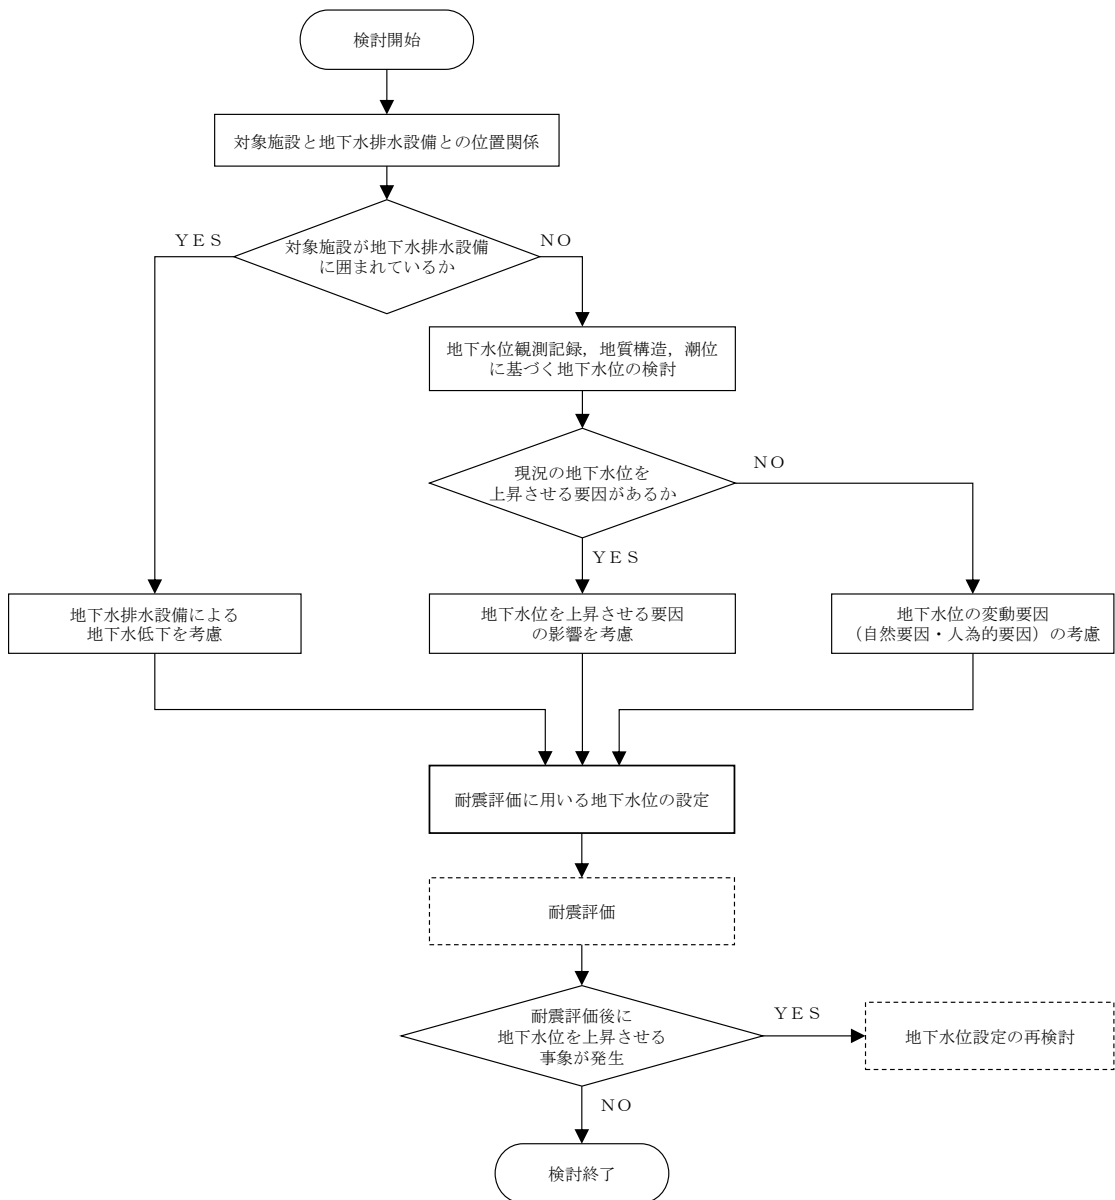 検討開始
対象施設と地下水排水設備との位置関係
対象施設が地下水排水設備
に囲まれているか
YES
NO
地下水位観測記録，地質構造，潮位
に基づく地下水位の検討
現況の地下水位を
上昇させる要因があるか
NO
YES
地下水排水設備による
地下水低下を考慮
地下水位を上昇させる要因
の影響を考慮
地下水位の変動要因
（自然要因・人為的要因）の考慮
耐震評価に用いる地下水位の設定
耐震評価
耐震評価後に
地下水位を上昇させる
事象が発生
YES
地下水位設定の再検討
NO
検討終了